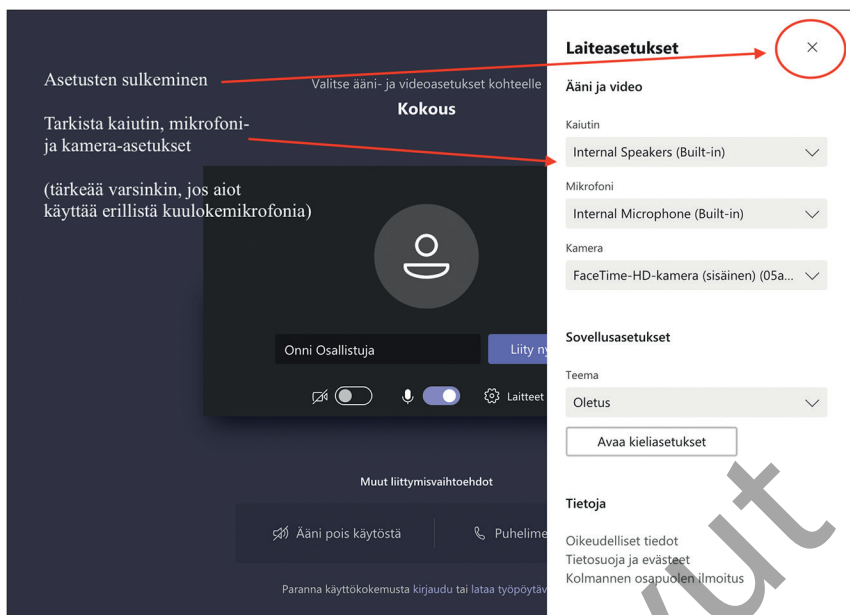 Asetusten sulkeminen
Tarkista kaiutin, mikrofoni-
ja kamera-asetukset
(tärkeää varsinkin, jos aiot
käyttää erillistä kuulokemikrofonia)
Valitse ääni- ja videoasetukset kohteelle
Kokous
Onni Osallistuja
Liity
Laitteet
Muut liittymisvaihtoehdot
Ääni pois käytöstä
Paranna käyttökokemusta kirjaudu tai lataa
Laiteasetukset
Ääni ja video
Kaiutin
Internal Speakers (Built-in)
Mikrofoni
Internal Microphone (Built-in)
Kamera
FaceTime-HD-kamera (sisäinen) (05a...
Sovellusasetukset
Teema
Oletus
Avaa kieliasetukset
Tietoja
Oikeudelliset tiedot
Tietosuoja ja evästeet
Kolmannen osapuolen ilmoitus